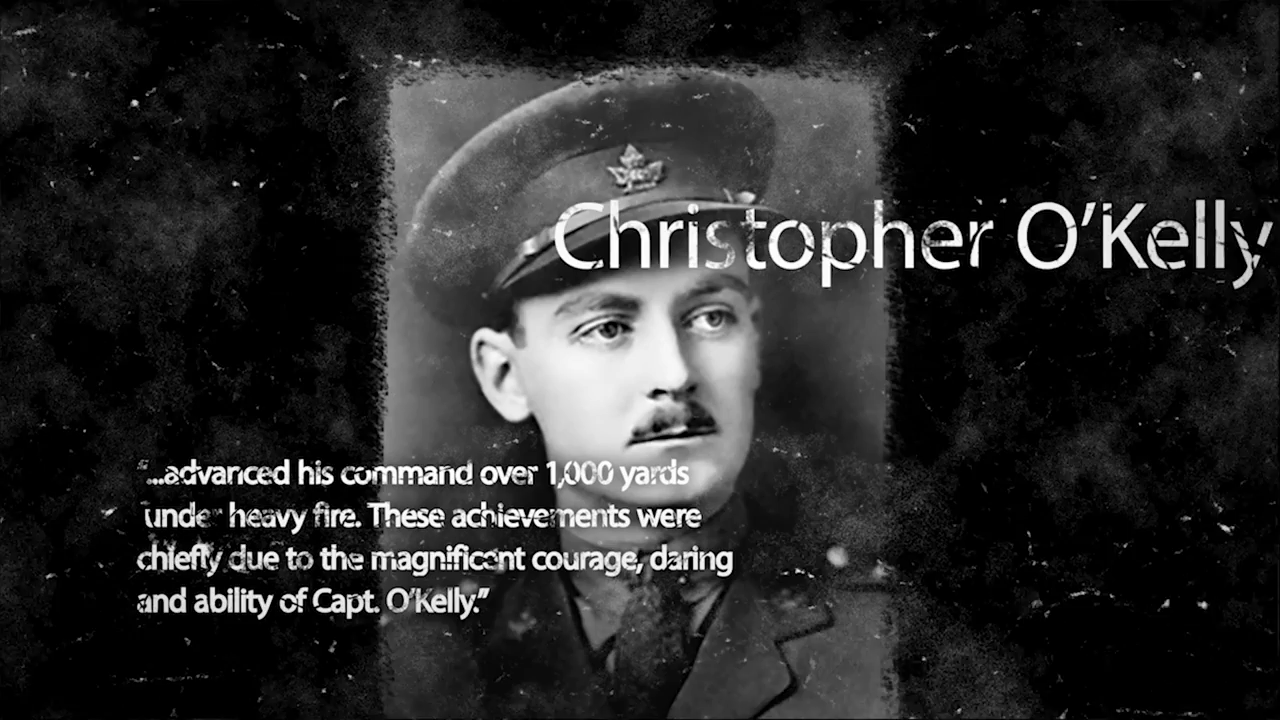 Christopher O'Kelly
"...advanced his command over 1,000 yards
under heavy fire. These achievements were
chiefly due to the magnificent courage, daring
and ability of Capt. O'Kelly."